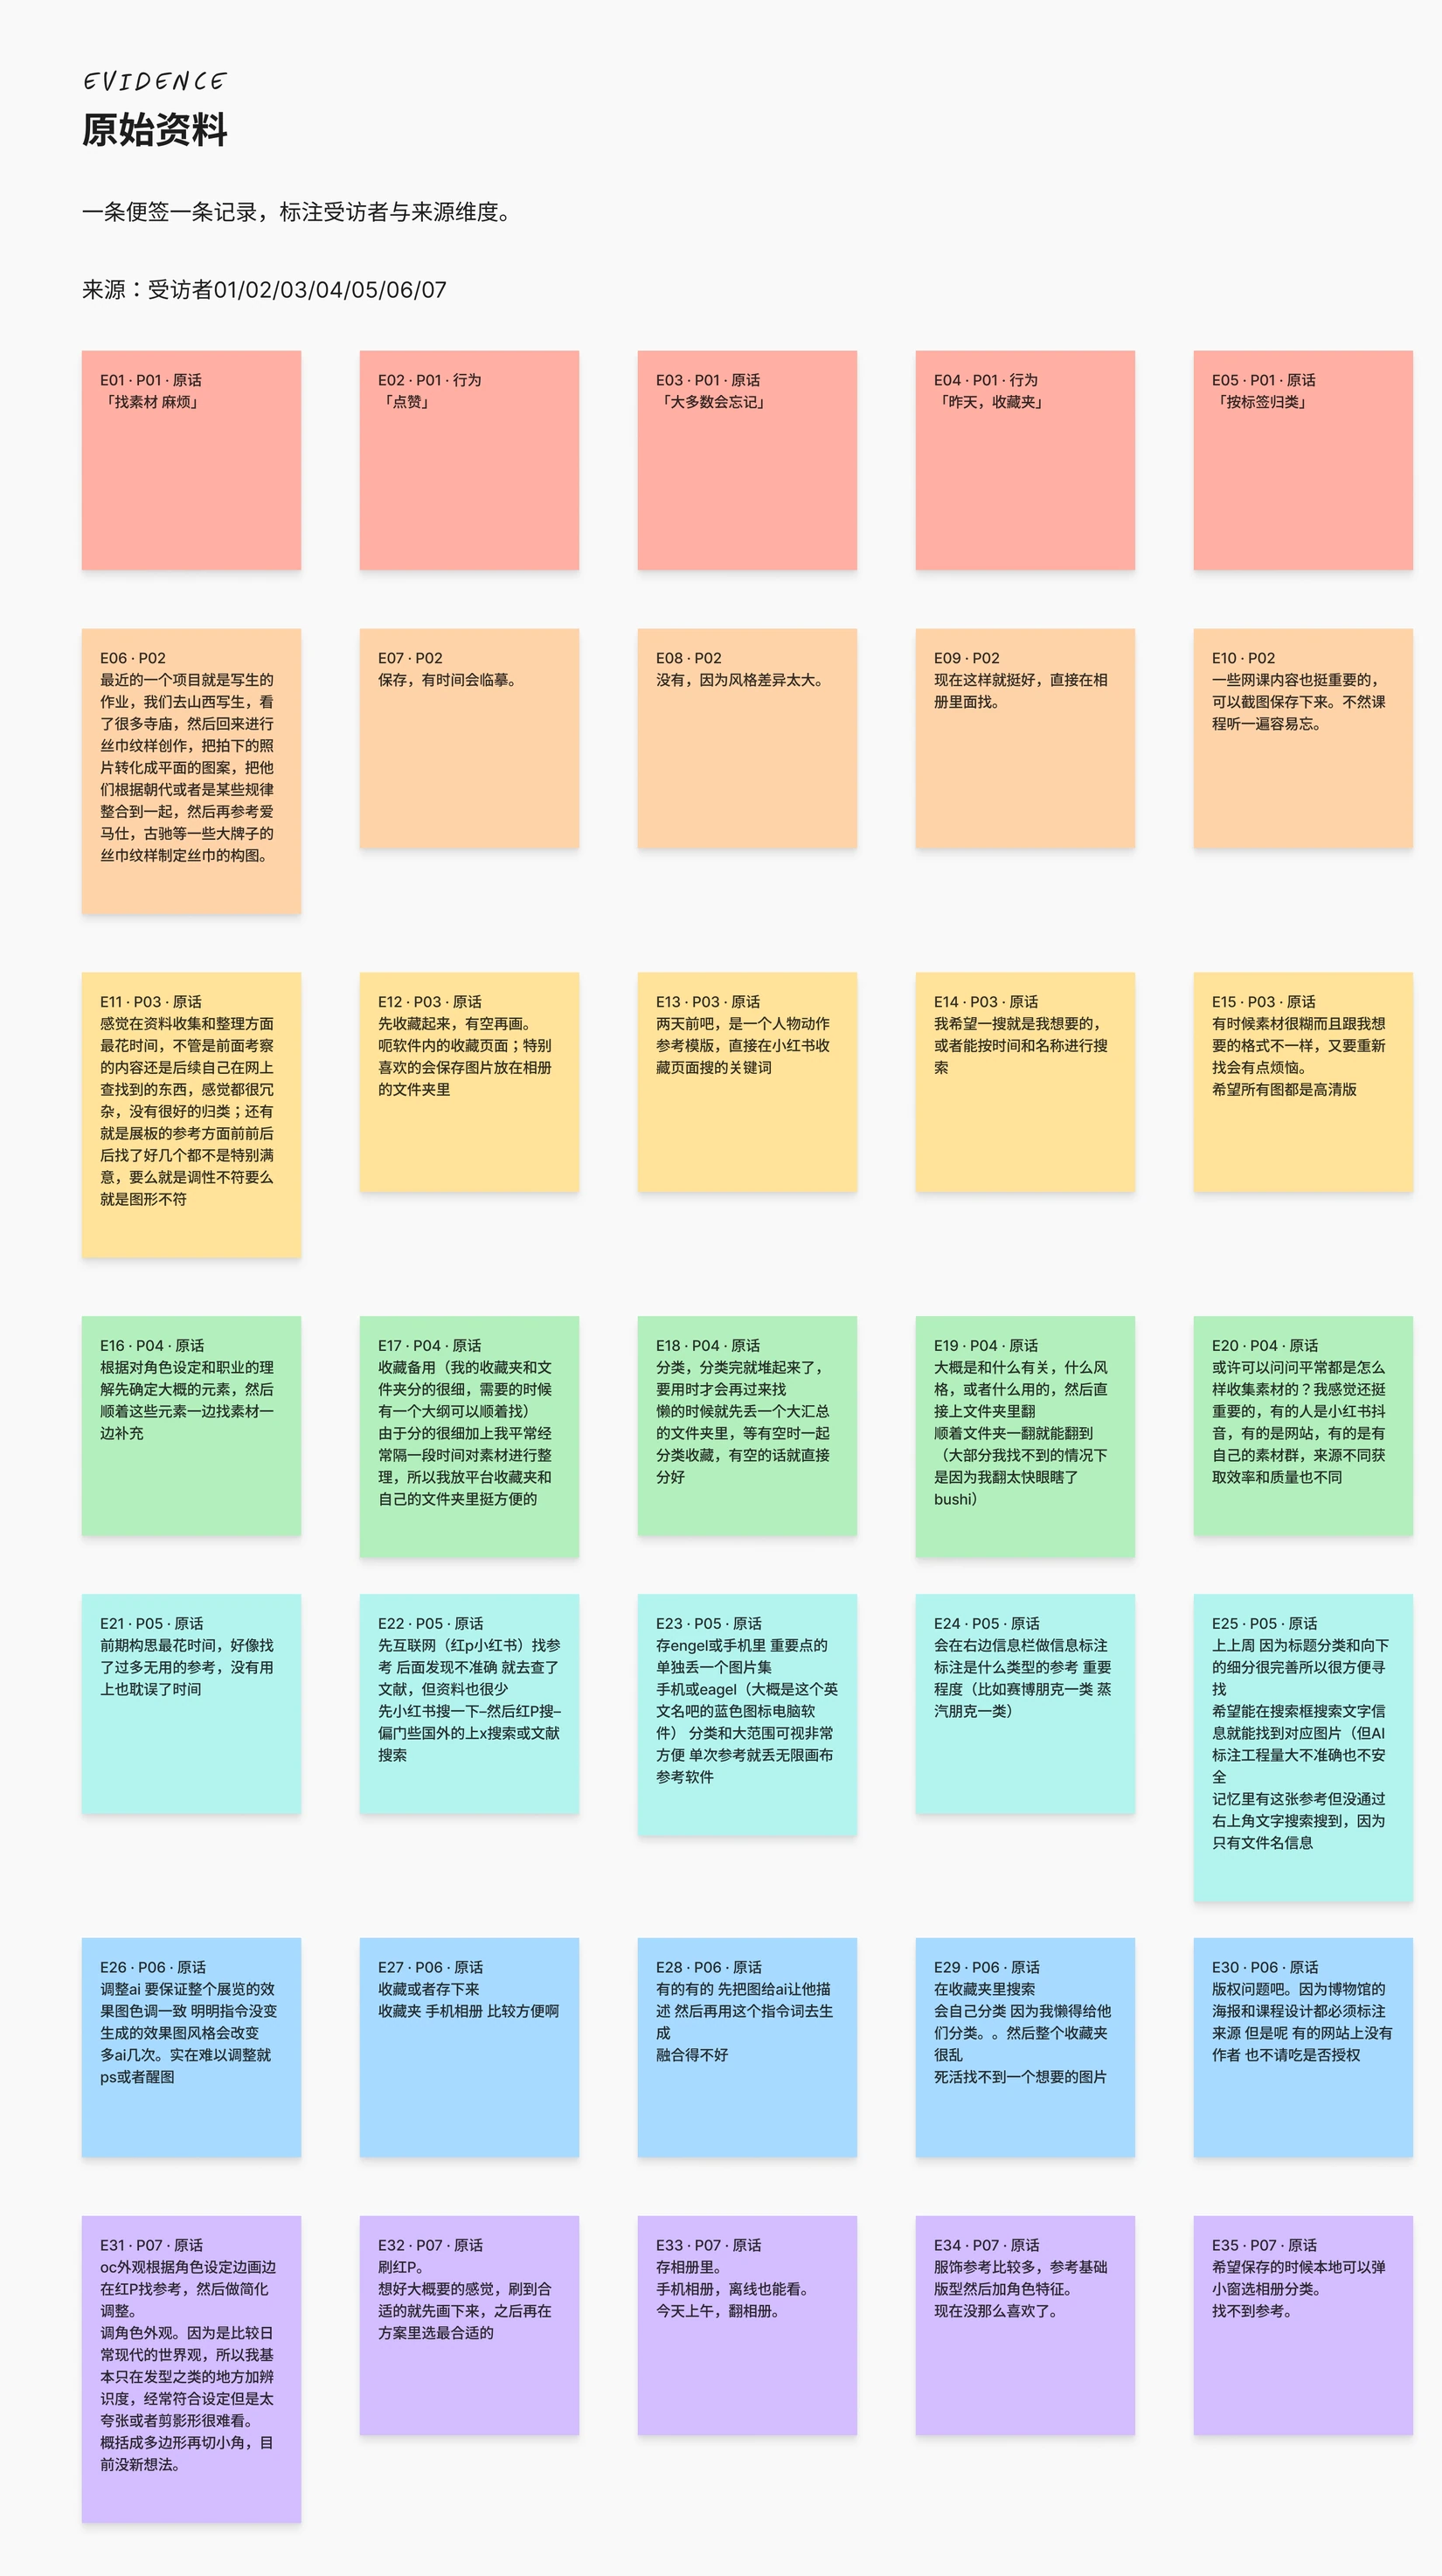 EVIDENCE
原始资料
一条便签一条记录，标注受访者与来源维度。
来源：受访者01/02/03/04/05/06/07
E01 · P01 · 原话
「找素材 麻烦」
E02 · P01 · 行为
「点赞」
E03 · P01 · 原话
「大多数会忘记」
E04 · P01 · 行为
「昨天，收藏夹」
E05 · P01 · 原话
「按标签归类」
E06 · P02
最近的一个项目就是写生的
作业，我们去山西写生，看
了很多寺庙，然后回来进行
丝巾纹样创作，把拍下的照
片转化成平面的图案，把他
们根据朝代或者是某些规律
整合到一起，然后再参考爱
马仕，古驰等一些大牌子的
丝巾纹样制定丝巾的构图。
E07 · P02
保存，有时间会临摹。
E08 · P02
没有，因为风格差异太大。
E09 · P02
现在这样就挺好，直接在相
册里面找。
E10 · P02
一些网课内容也挺重要的，
可以截图保存下来。不然课
程听一遍容易忘。
E11 · P03 · 原话
感觉在资料收集和整理方面
最花时间，不管是前面考察
的内容还是后续自己在网上
查找到的东西，感觉都很冗
杂，没有很好的归类；还有
就是展板的参考方面前前后
后找了好几个都不是特别满
意，要么就是调性不符要么
就是图形不符
E12 · P03 · 原话
先收藏起来，有空再画。
呃软件内的收藏页面；特别
喜欢的会保存图片放在相册
的文件夹里
E13 · P03 · 原话
两天前吧，是一个人物动作
参考模版，直接在小红书收
藏页面搜的关键词
E14 · P03 · 原话
我希望一搜就是我想要的，
或者能按时间和名称进行搜
索
E15 · P03 · 原话
有时候素材很糊而且跟我想
要的格式不一样，又要重新
找会有点烦恼。
希望所有图都是高清版
E16 · P04 · 原话
根据对角色设定和职业的理
解先确定大概的元素，然后
顺着这些元素一边找素材一
边补充
E17 · P04 · 原话
收藏备用（我的收藏夹和文
件夹分的很细，需要的时候
有一个大纲可以顺着找）
由于分的很细加上我平常经
常隔一段时间对素材进行整
理，所以我放平台收藏夹和
自己的文件夹里挺方便的
E18 · P04 · 原话
分类，分类完就堆起来了，
要用时才会再过来找
懒的时候就先丢一个大汇总
的文件夹里，等有空时一起
分类收藏，有空的话就直接
分好
E19 · P04 · 原话
大概是和什么有关，什么风
格，或者什么用的，然后直
接上文件夹里翻
顺着文件夹一翻就能翻到
（大部分我找不到的情况下
是因为我翻太快眼瞎了
bushi）
E20 · P04 · 原话
或许可以问问平常都是怎么
样收集素材的？我感觉还挺
重要的，有的人是小红书抖
音，有的是网站，有的是有
自己的素材群，来源不同获
取效率和质量也不同
E21 · P05 · 原话
前期构思最花时间，好像找
了过多无用的参考，没有用
上也耽误了时间
E22 · P05 · 原话
先互联网（红p小红书）找参
考 后面发现不准确 就去查了
文献，但资料也很少
先小红书搜一下–然后红P搜–
偏门些国外的上x搜索或文献
搜索
E23 · P05 · 原话
存engel或手机里 重要点的
单独丢一个图片集
手机或eagel（大概是这个英
文名吧的蓝色图标电脑软
件） 分类和大范围可视非常
方便 单次参考就丢无限画布
参考软件
E24 · P05 · 原话
会在右边信息栏做信息标注
标注是什么类型的参考 重要
程度（比如赛博朋克一类 蒸
汽朋克一类）
E25 · P05 · 原话
上上周 因为标题分类和向下
的细分很完善所以很方便寻
找
希望能在搜索框搜索文字信
息就能找到对应图片（但AI
标注工程量大不准确也不安
全
记忆里有这张参考但没通过
右上角文字搜索搜到，因为
只有文件名信息
E26 · P06 · 原话
调整ai 要保证整个展览的效
果图色调一致 明明指令没变
生成的效果图风格会改变
多ai几次。实在难以调整就
ps或者醒图
E27 · P06 · 原话
收藏或者存下来
收藏夹 手机相册 比较方便啊
E28 · P06 · 原话
有的有的 先把图给ai让他描
述 然后再用这个指令词去生
成
融合得不好
E29 · P06 · 原话
在收藏夹里搜索
会自己分类 因为我懒得给他
们分类。。然后整个收藏夹
很乱
死活找不到一个想要的图片
E30 · P06 · 原话
版权问题吧。因为博物馆的
海报和课程设计都必须标注
来源 但是呢 有的网站上没有
作者 也不请吃是否授权
E31 · P07 · 原话
oc外观根据角色设定边画边
在红P找参考，然后做简化
调整。
调角色外观。因为是比较日
常现代的世界观，所以我基
本只在发型之类的地方加辨
识度，经常符合设定但是太
夸张或者剪影形很难看。
概括成多边形再切小角，目
前没新想法。
E32 · P07 · 原话
刷红P。
想好大概要的感觉，刷到合
适的就先画下来，之后再在
方案里选最合适的
E33 · P07 · 原话
存相册里。
手机相册，离线也能看。
今天上午，翻相册。
E34 · P07 · 原话
服饰参考比较多，参考基础
版型然后加角色特征。
现在没那么喜欢了。
E35 · P07 · 原话
希望保存的时候本地可以弹
小窗选相册分类。
找不到参考。